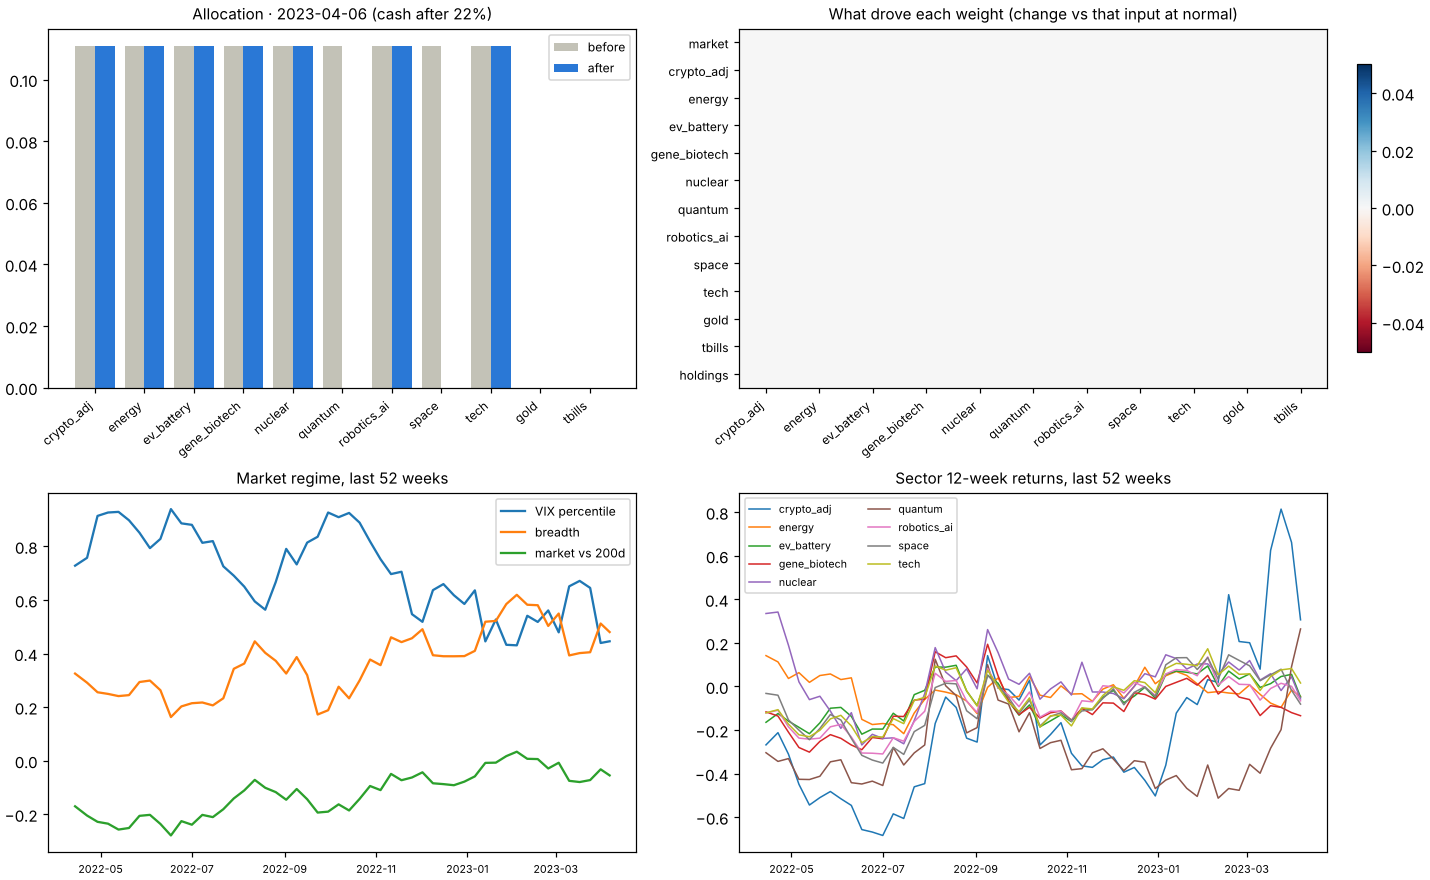 Allocation · 2023-04-06 (cash after 22%)
before
after
0.10
0.08
0.06
0.04
0.02
0.00
crypto_adj
energy
ev_battery
gene_biotech
nuclear
quantum
robotics_ai
space
tech
gold
tbills
What drove each weight (change vs that input at normal)
market
crypto_adj
energy
ev_battery
gene_biotech
nuclear
quantum
robotics_ai
space
tech
gold
tbills
holdings
crypto_adj
energy
ev_battery
gene_biotech
nuclear
quantum
robotics_ai
space
tech
gold
tbills
0.04
0.02
0.00
−0.02
−0.04
Market regime, last 52 weeks
VIX percentile
breadth
market vs 200d
0.8
0.6
0.4
0.2
0.0
−0.2
2022-05
2022-07
2022-09
2022-11
2023-01
2023-03
Sector 12-week returns, last 52 weeks
crypto_adj
energy
ev_battery
gene_biotech
nuclear
quantum
robotics_ai
space
tech
0.8
0.6
0.4
0.2
0.0
−0.2
−0.4
−0.6
2022-05
2022-07
2022-09
2022-11
2023-01
2023-03